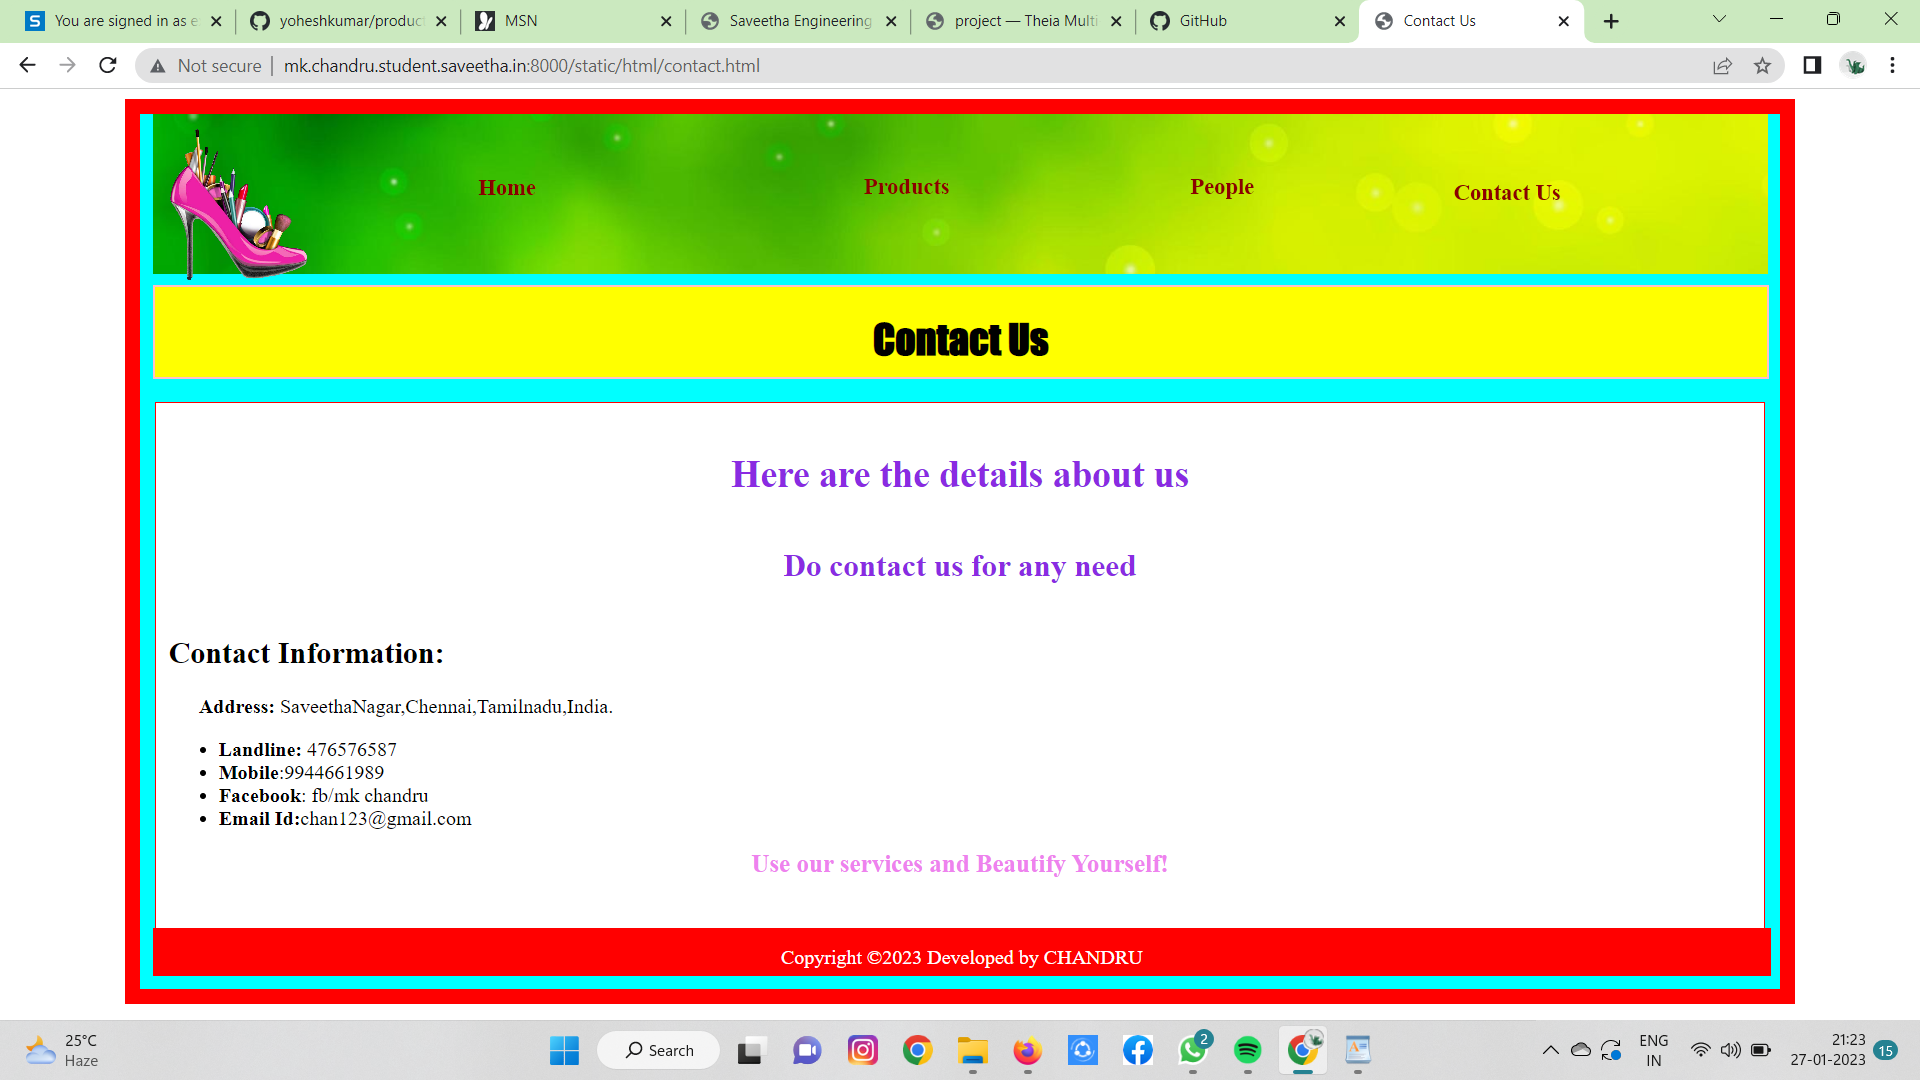 You are signed in as e
yoheshkumar/product
MSN
Saveetha Engineering
project — Theia Multi
GitHub
Contact Us
Not secure
mk.chandru.student.saveetha.in:8000/static/html/contact.html
Home
Products
People
Contact Us
Contact Us
Here are the details about us
Do contact us for any need
Contact Information:
Address: SaveethaNagar,Chennai,Tamilnadu,India.
Landline: 476576587
Mobile:9944661989
Facebook: fb/mk chandru
Email Id:chan123@gmail.com
Use our services and Beautify Yourself!
Copyright ©2023 Developed by CHANDRU
25°C
Haze
Search
2
ENG
IN
21:23
27-01-2023
15